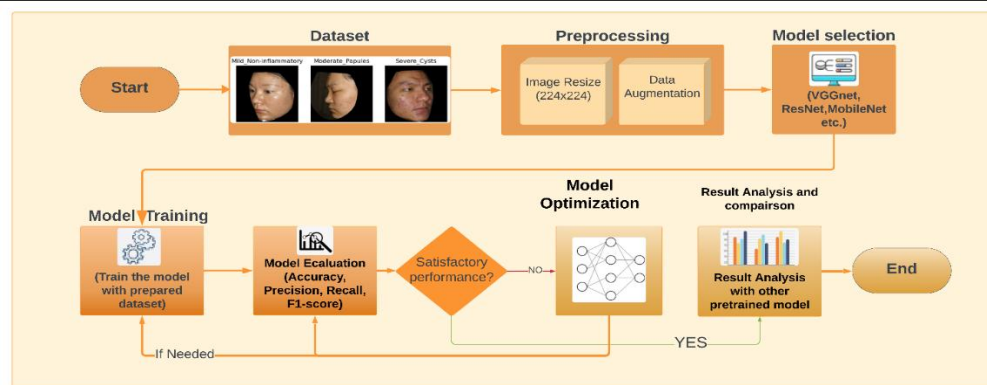 Dataset
Preprocessing
Model selection
Start
Mild_Non-Inflammatory
Moderate_Papules
Severe_Cysts
Image Resize
(224x224)
Data
Augmentation
(VGGnet,
ResNet,MobileNet
etc.)
Model Training
(Train the model
with prepared
dataset)
Model Evaluation
(Accuracy,
Precision, Recall,
F1-score)
Satisfactory
performance?
NO
Model
Optimization
Result Analysis and
compairson
Result Analysis
with other
pretrained model
End
YES
If Needed